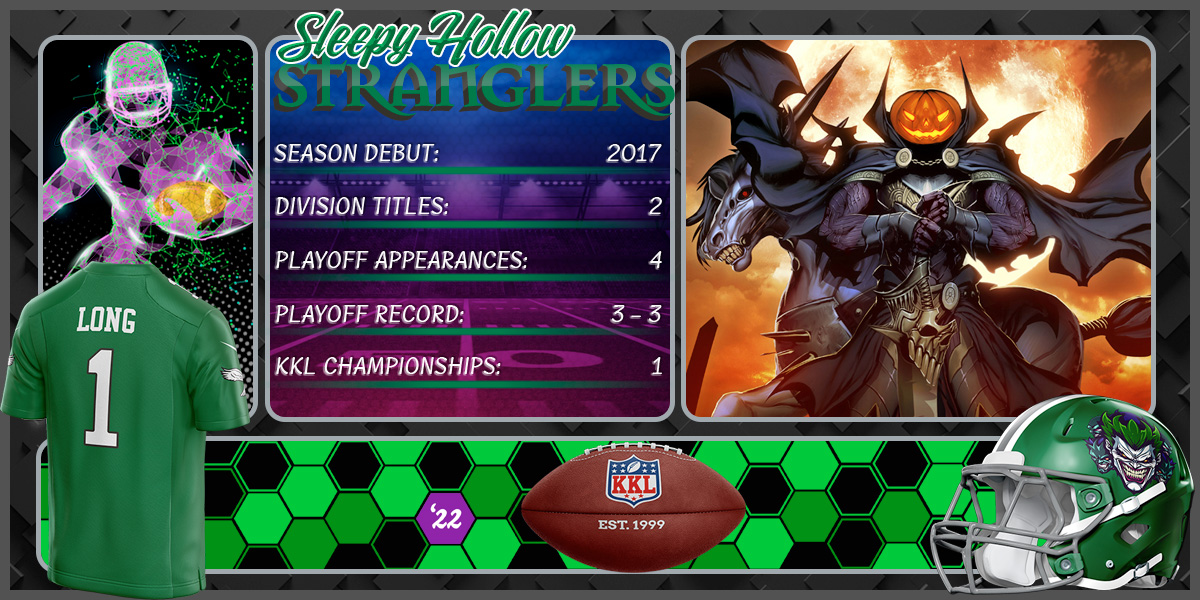 Sleepy Hollow
STRANGLERS
SEASON DEBUT: 2017
DIVISION TITLES: 2
PLAYOFF APPEARANCES: 4
PLAYOFF RECORD: 3 – 3
KKL CHAMPIONSHIPS: 1
LONG
1
'22
KKL
EST. 1999